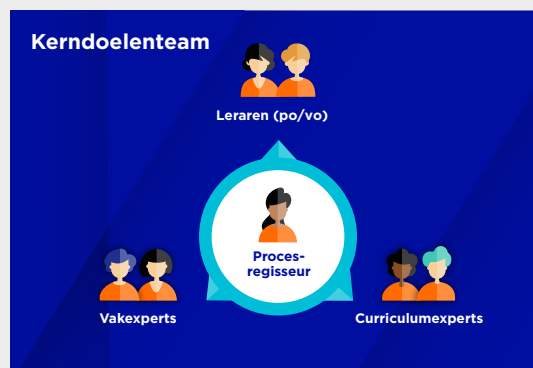 Kerndoelenteam
Leraren (po/vo)
Proces-
regisseur
Vakexperts
Curriculumexperts